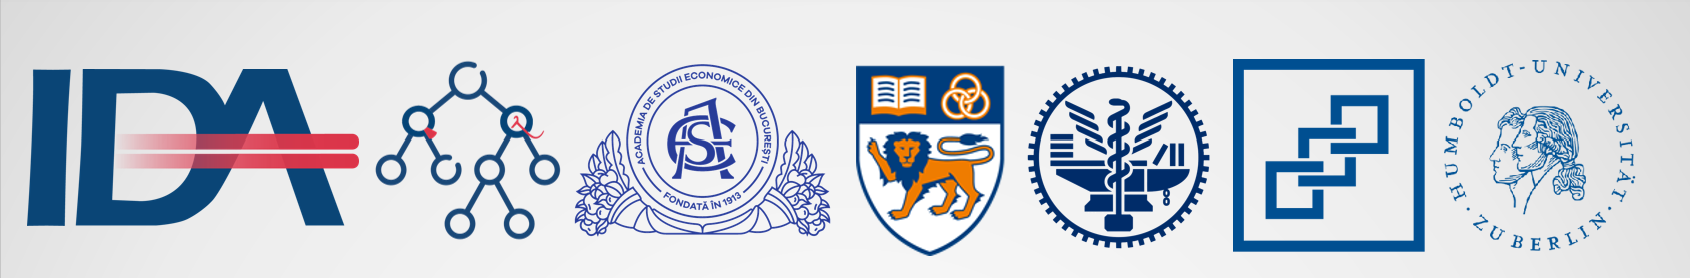 IDA
λ
ACADEMIA DE STUDII ECONOMICE DIN BUCUREȘTI
ASE
FONDATĂ ÎN 1913
HUMBOLDT-UNIVERSITÄT
ZU BERLIN